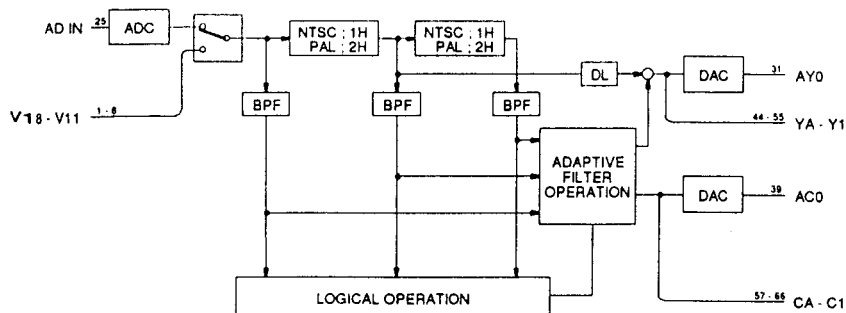 AD IN 25 ADC
NTSC ; 1H
PAL ; 2H
NTSC ; 1H
PAL ; 2H
DL
DAC 31 AY0
V18 - V11 1 - 8
BPF
BPF
BPF
44 - 55 YA - Y1
ADAPTIVE
FILTER
OPERATION
DAC 39 AC0
LOGICAL OPERATION
57 - 66 CA - C1